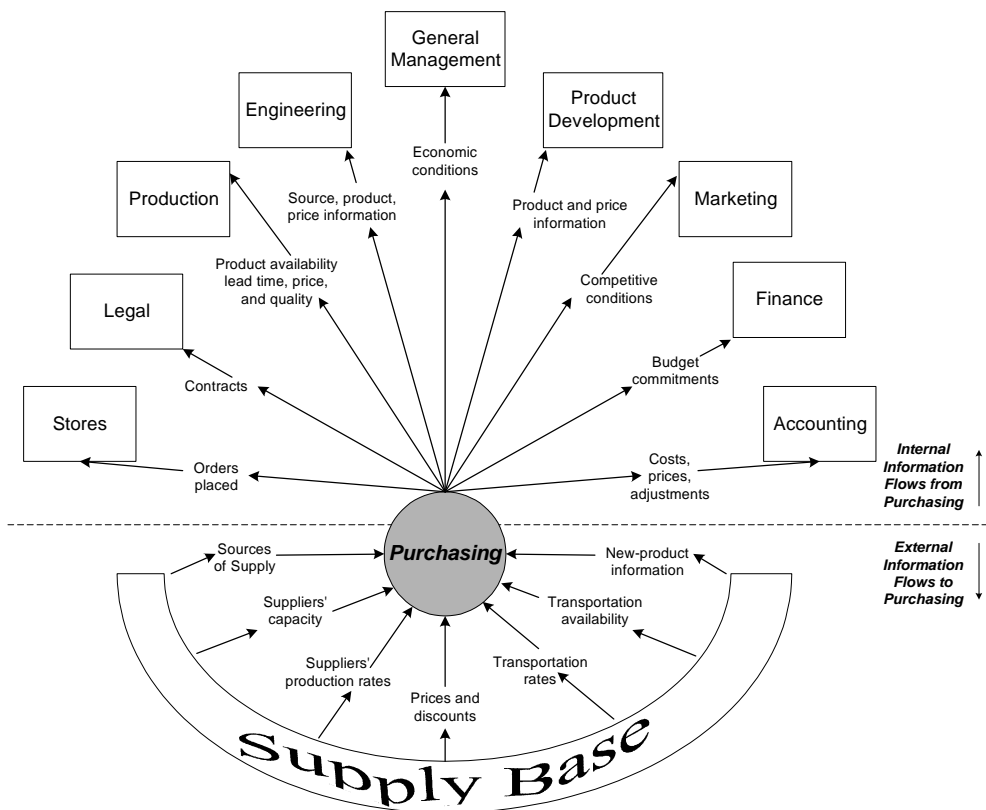 General
Management
Engineering
Product
Development
Production
Marketing
Economic
conditions
Source, product,
price information
Product and price
information
Product availability
lead time, price,
and quality
Competitive
conditions
Legal
Finance
Contracts
Budget
commitments
Stores
Accounting
Orders
placed
Costs,
prices,
adjustments
Internal
Information
Flows from
Purchasing
Purchasing
Sources
of Supply
New-product
information
External
Information
Flows to
Purchasing
Suppliers'
capacity
Transportation
availability
Suppliers'
production rates
Transportation
rates
Prices and
discounts
Supply Base